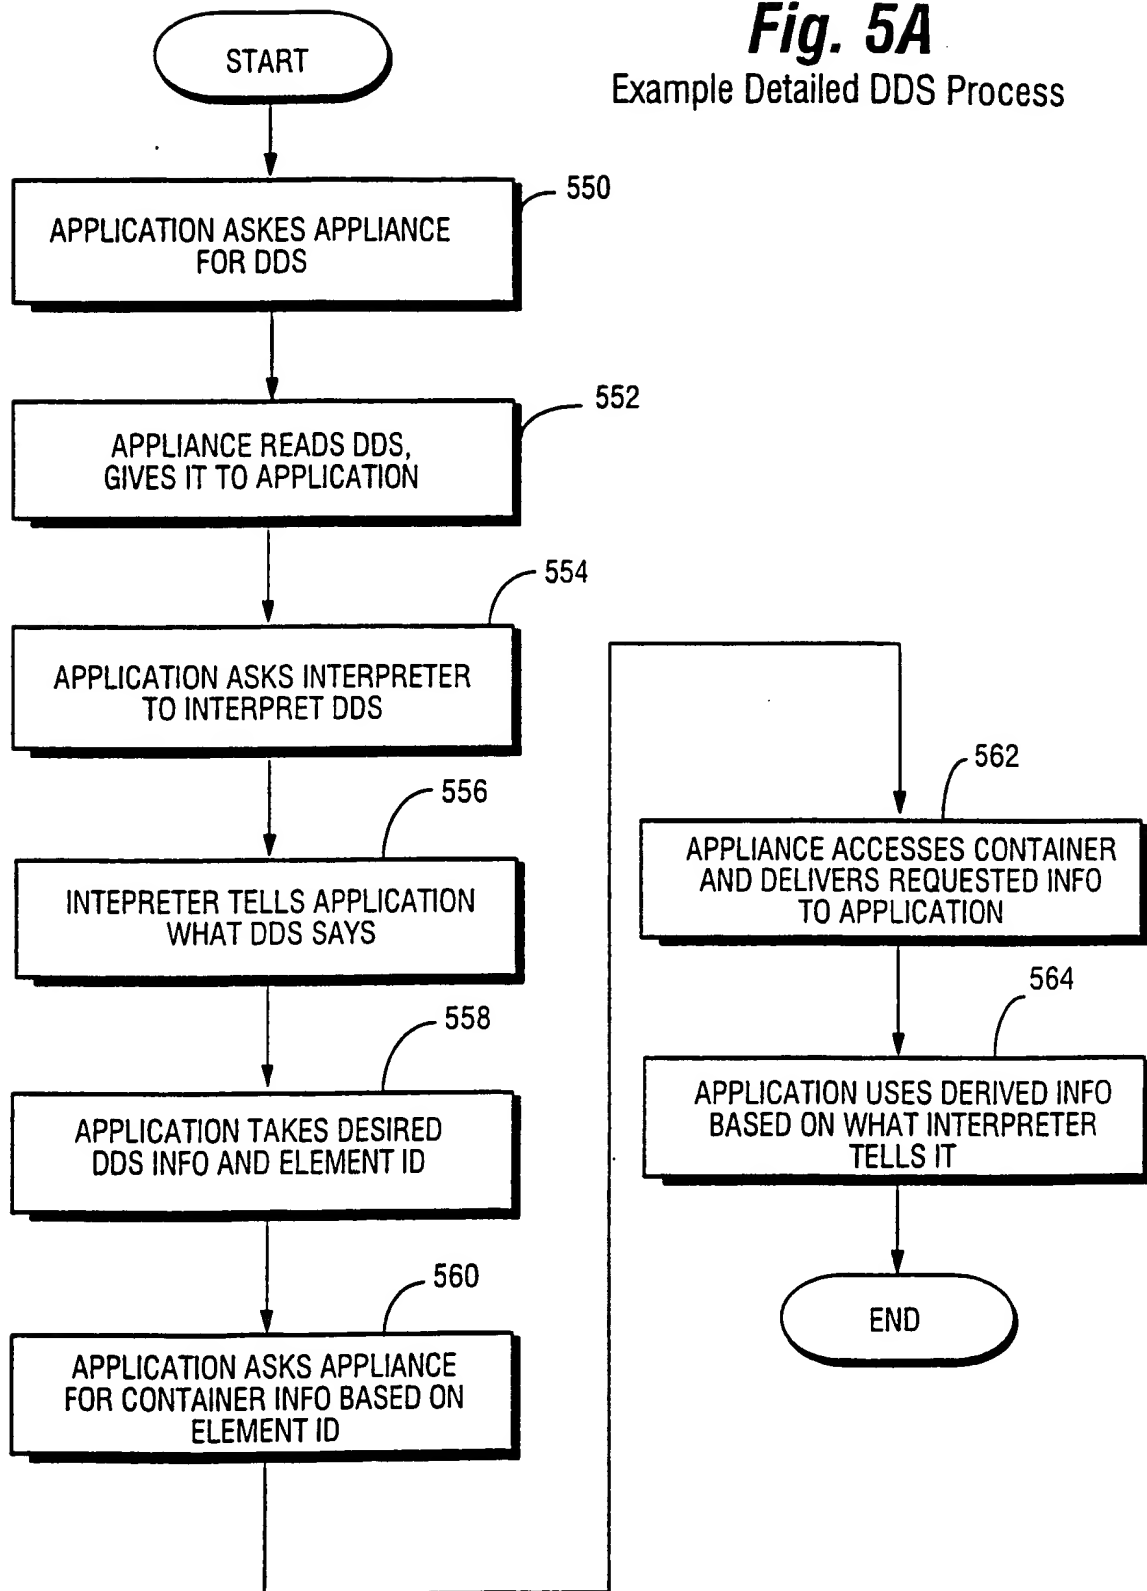 Fig. 5A
Example Detailed DDS Process
START
550
APPLICATION ASKES APPLIANCE
FOR DDS
552
APPLIANCE READS DDS,
GIVES IT TO APPLICATION
554
APPLICATION ASKS INTERPRETER
TO INTERPRET DDS
556
INTEPRETER TELLS APPLICATION
WHAT DDS SAYS
558
APPLICATION TAKES DESIRED
DDS INFO AND ELEMENT ID
560
APPLICATION ASKS APPLIANCE
FOR CONTAINER INFO BASED ON
ELEMENT ID
562
APPLIANCE ACCESSES CONTAINER
AND DELIVERS REQUESTED INFO
TO APPLICATION
564
APPLICATION USES DERIVED INFO
BASED ON WHAT INTERPRETER
TELLS IT
END